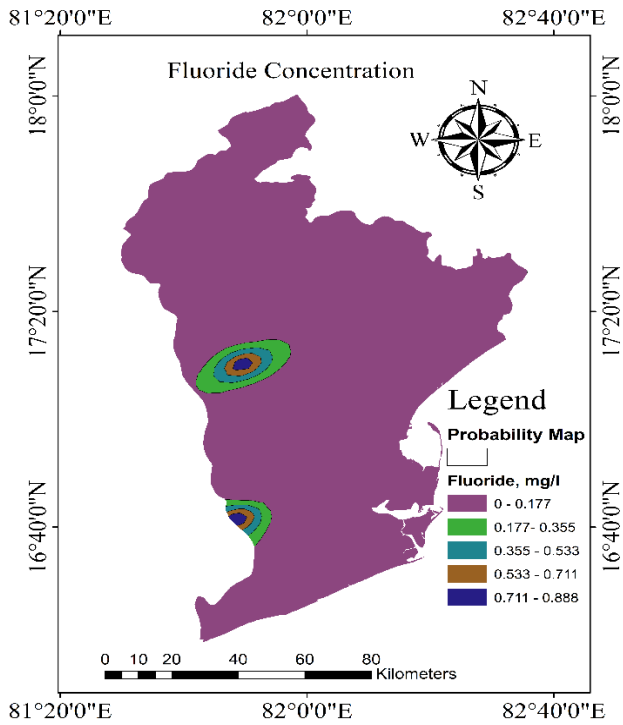 81°20'0"E 82°0'0"E 82°40'0"E
Fluoride Concentration
N
W E
S
18°0'0"N 18°0'0"N
17°20'0"N 17°20'0"N
16°40'0"N 16°40'0"N
Legend
Probability Map
Fluoride, mg/l
0 - 0.177
0.177- 0.355
0.355 - 0.533
0.533 - 0.711
0.711 - 0.888
0 10 20 40 60 80
Kilometers
81°20'0"E 82°0'0"E 82°40'0"E